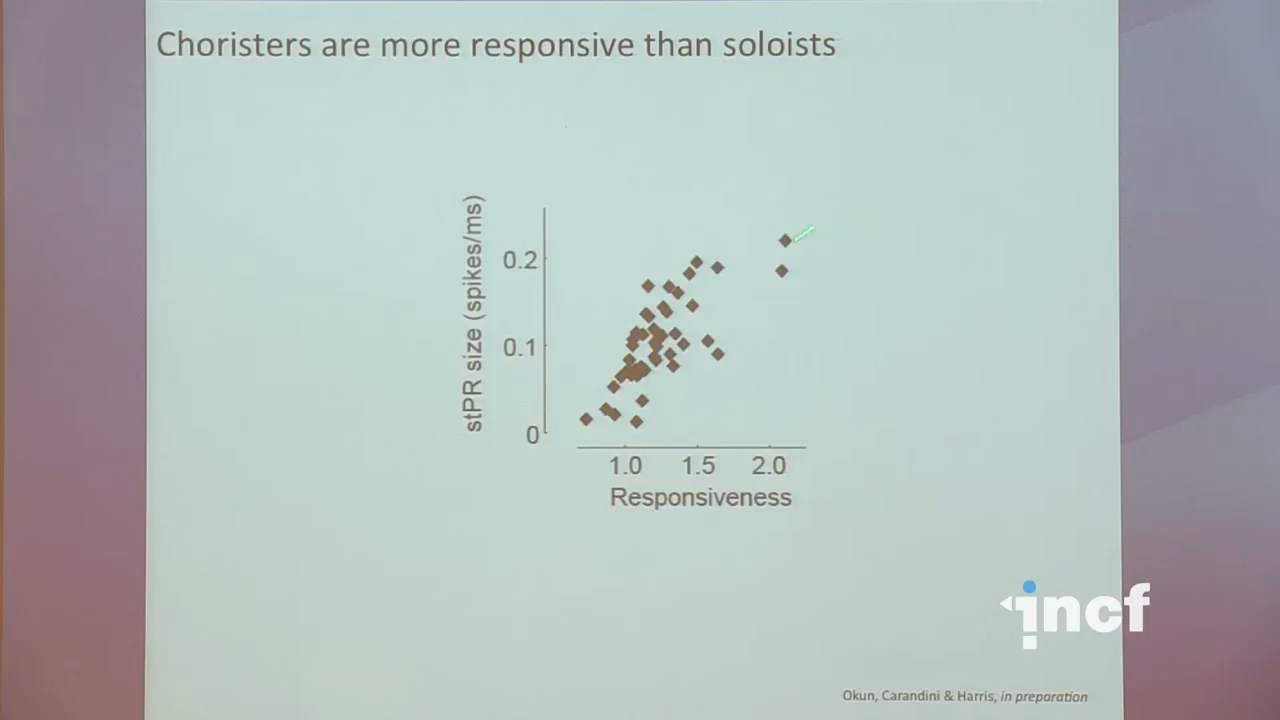 Choristers are more responsive than soloists
stPR size (spikes/ms)
0.2
0.1
0
1.0 1.5 2.0
Responsiveness
incf
Okun, Carandini & Harris, in preparation